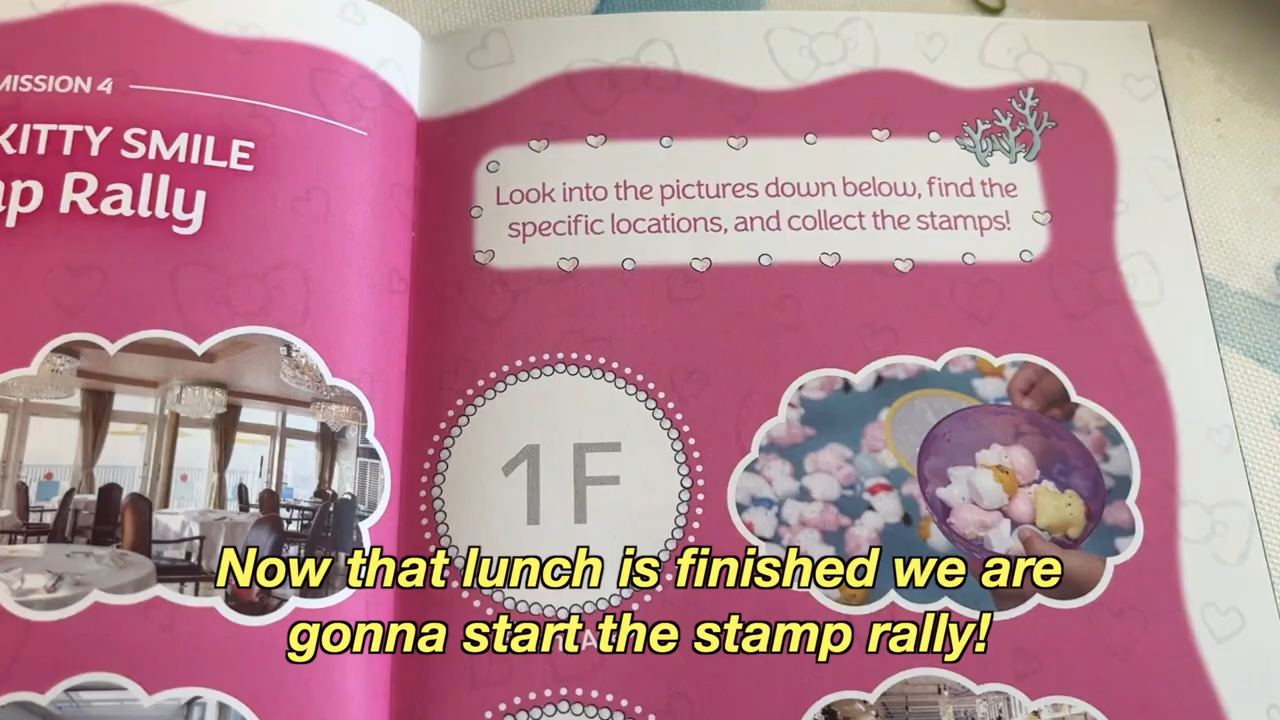 MISSION 4
KITTY SMILE
Rally
Look into the pictures down below, find the
specific locations, and collect the stamps!
1F
Now that lunch is finished we are
gonna start the stamp rally!